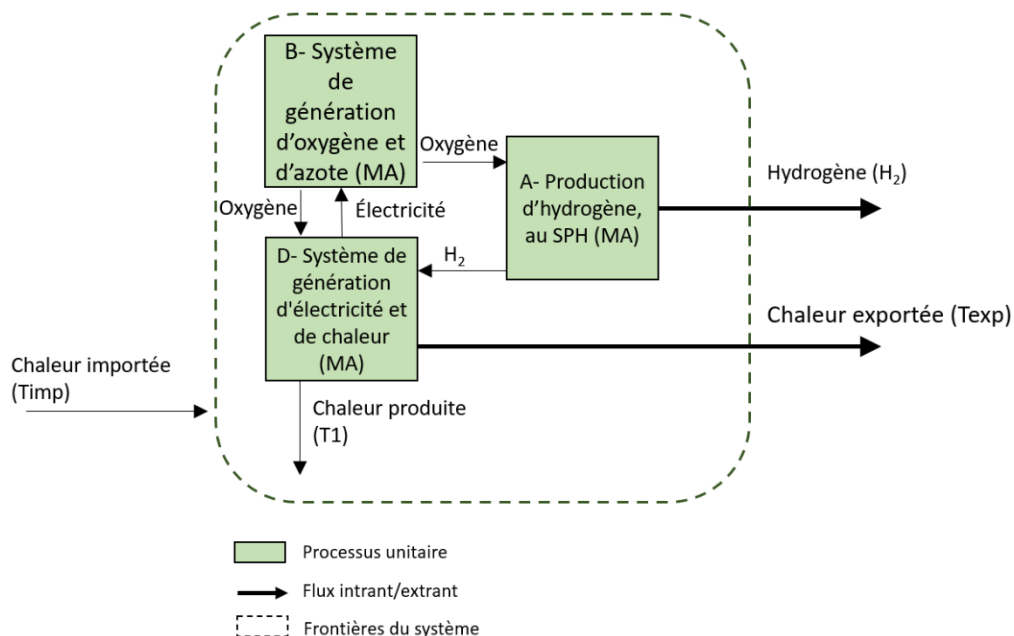 B- Système
de
génération
d’oxygène et
d’azote (MA)
Oxygène
A- Production
d’hydrogène,
au SPH (MA)
Hydrogène (H₂)
Oxygène
Électricité
D- Système de
génération
d'électricité et
de chaleur
(MA)
H₂
Chaleur exportée (Texp)
Chaleur importée
(Timp)
Chaleur produite
(T1)
Processus unitaire
Flux intrant/extrant
Frontières du système